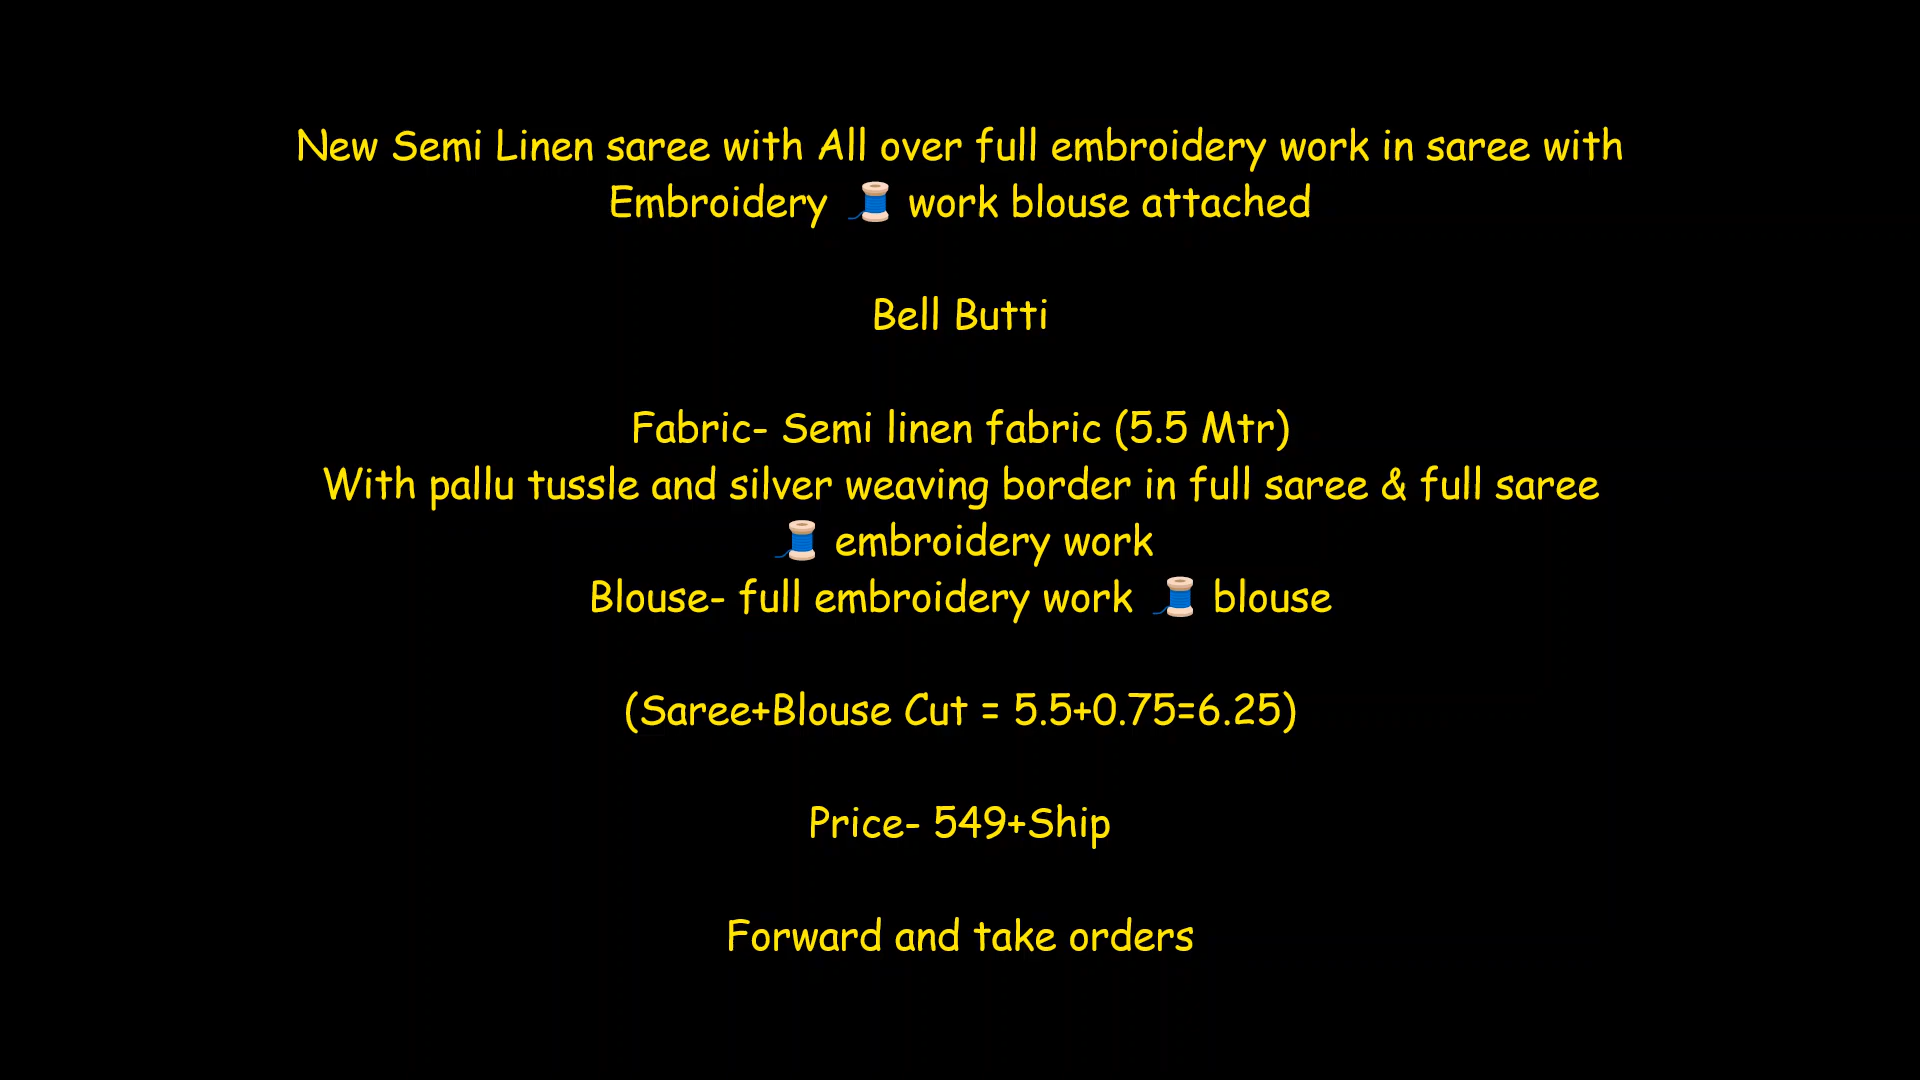 New Semi Linen saree with All over full embroidery work in saree with
Embroidery 🧵 work blouse attached
Bell Butti
Fabric- Semi linen fabric (5.5 Mtr)
With pallu tussle and silver weaving border in full saree & full saree
🧵 embroidery work
Blouse- full embroidery work 🧵 blouse
(Saree+Blouse Cut = 5.5+0.75=6.25)
Price- 549+Ship
Forward and take orders